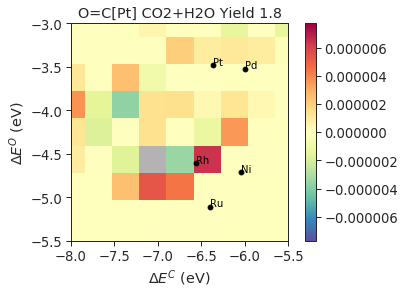 O=C[Pt] CO2+H2O Yield 1.8
−3.0
−3.5
−4.0
−4.5
−5.0
−5.5
ΔE^O (eV)
Pt
Pd
Rh
Ni
Ru
−8.0 −7.5 −7.0 −6.5 −6.0 −5.5
ΔE^C (eV)
0.000006
0.000004
0.000002
0.000000
−0.000002
−0.000004
−0.000006